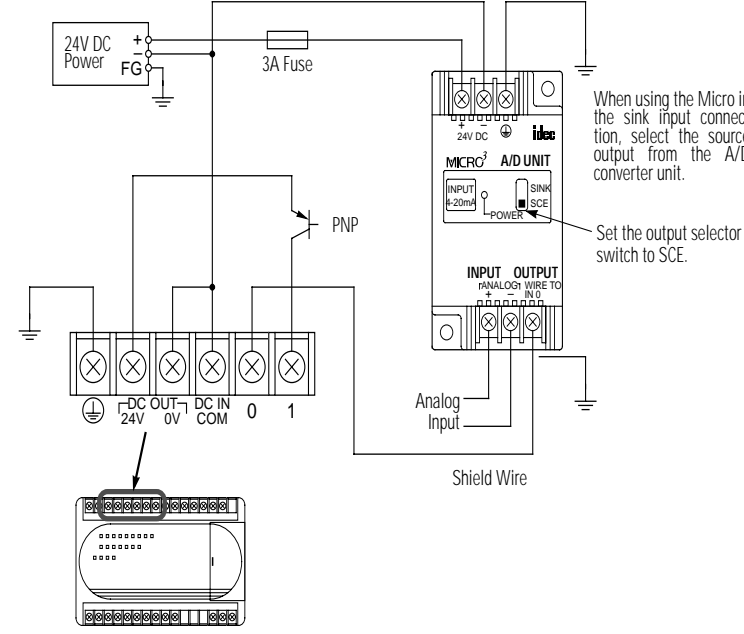 24V DC
Power
+
–
FG
3A Fuse
+ –
24V DC
idec
MICRO³ A/D UNIT
INPUT
4-20mA
POWER
SINK
SCE
When using the Micro in
the sink input connec
tion, select the source
output from the A/D
converter unit.
Set the output selector
switch to SCE.
PNP
INPUT OUTPUT
ANALOG WIRE TO
+ – IN 0
DC OUT DC IN
24V 0V COM 0 1
Analog
Input
Shield Wire